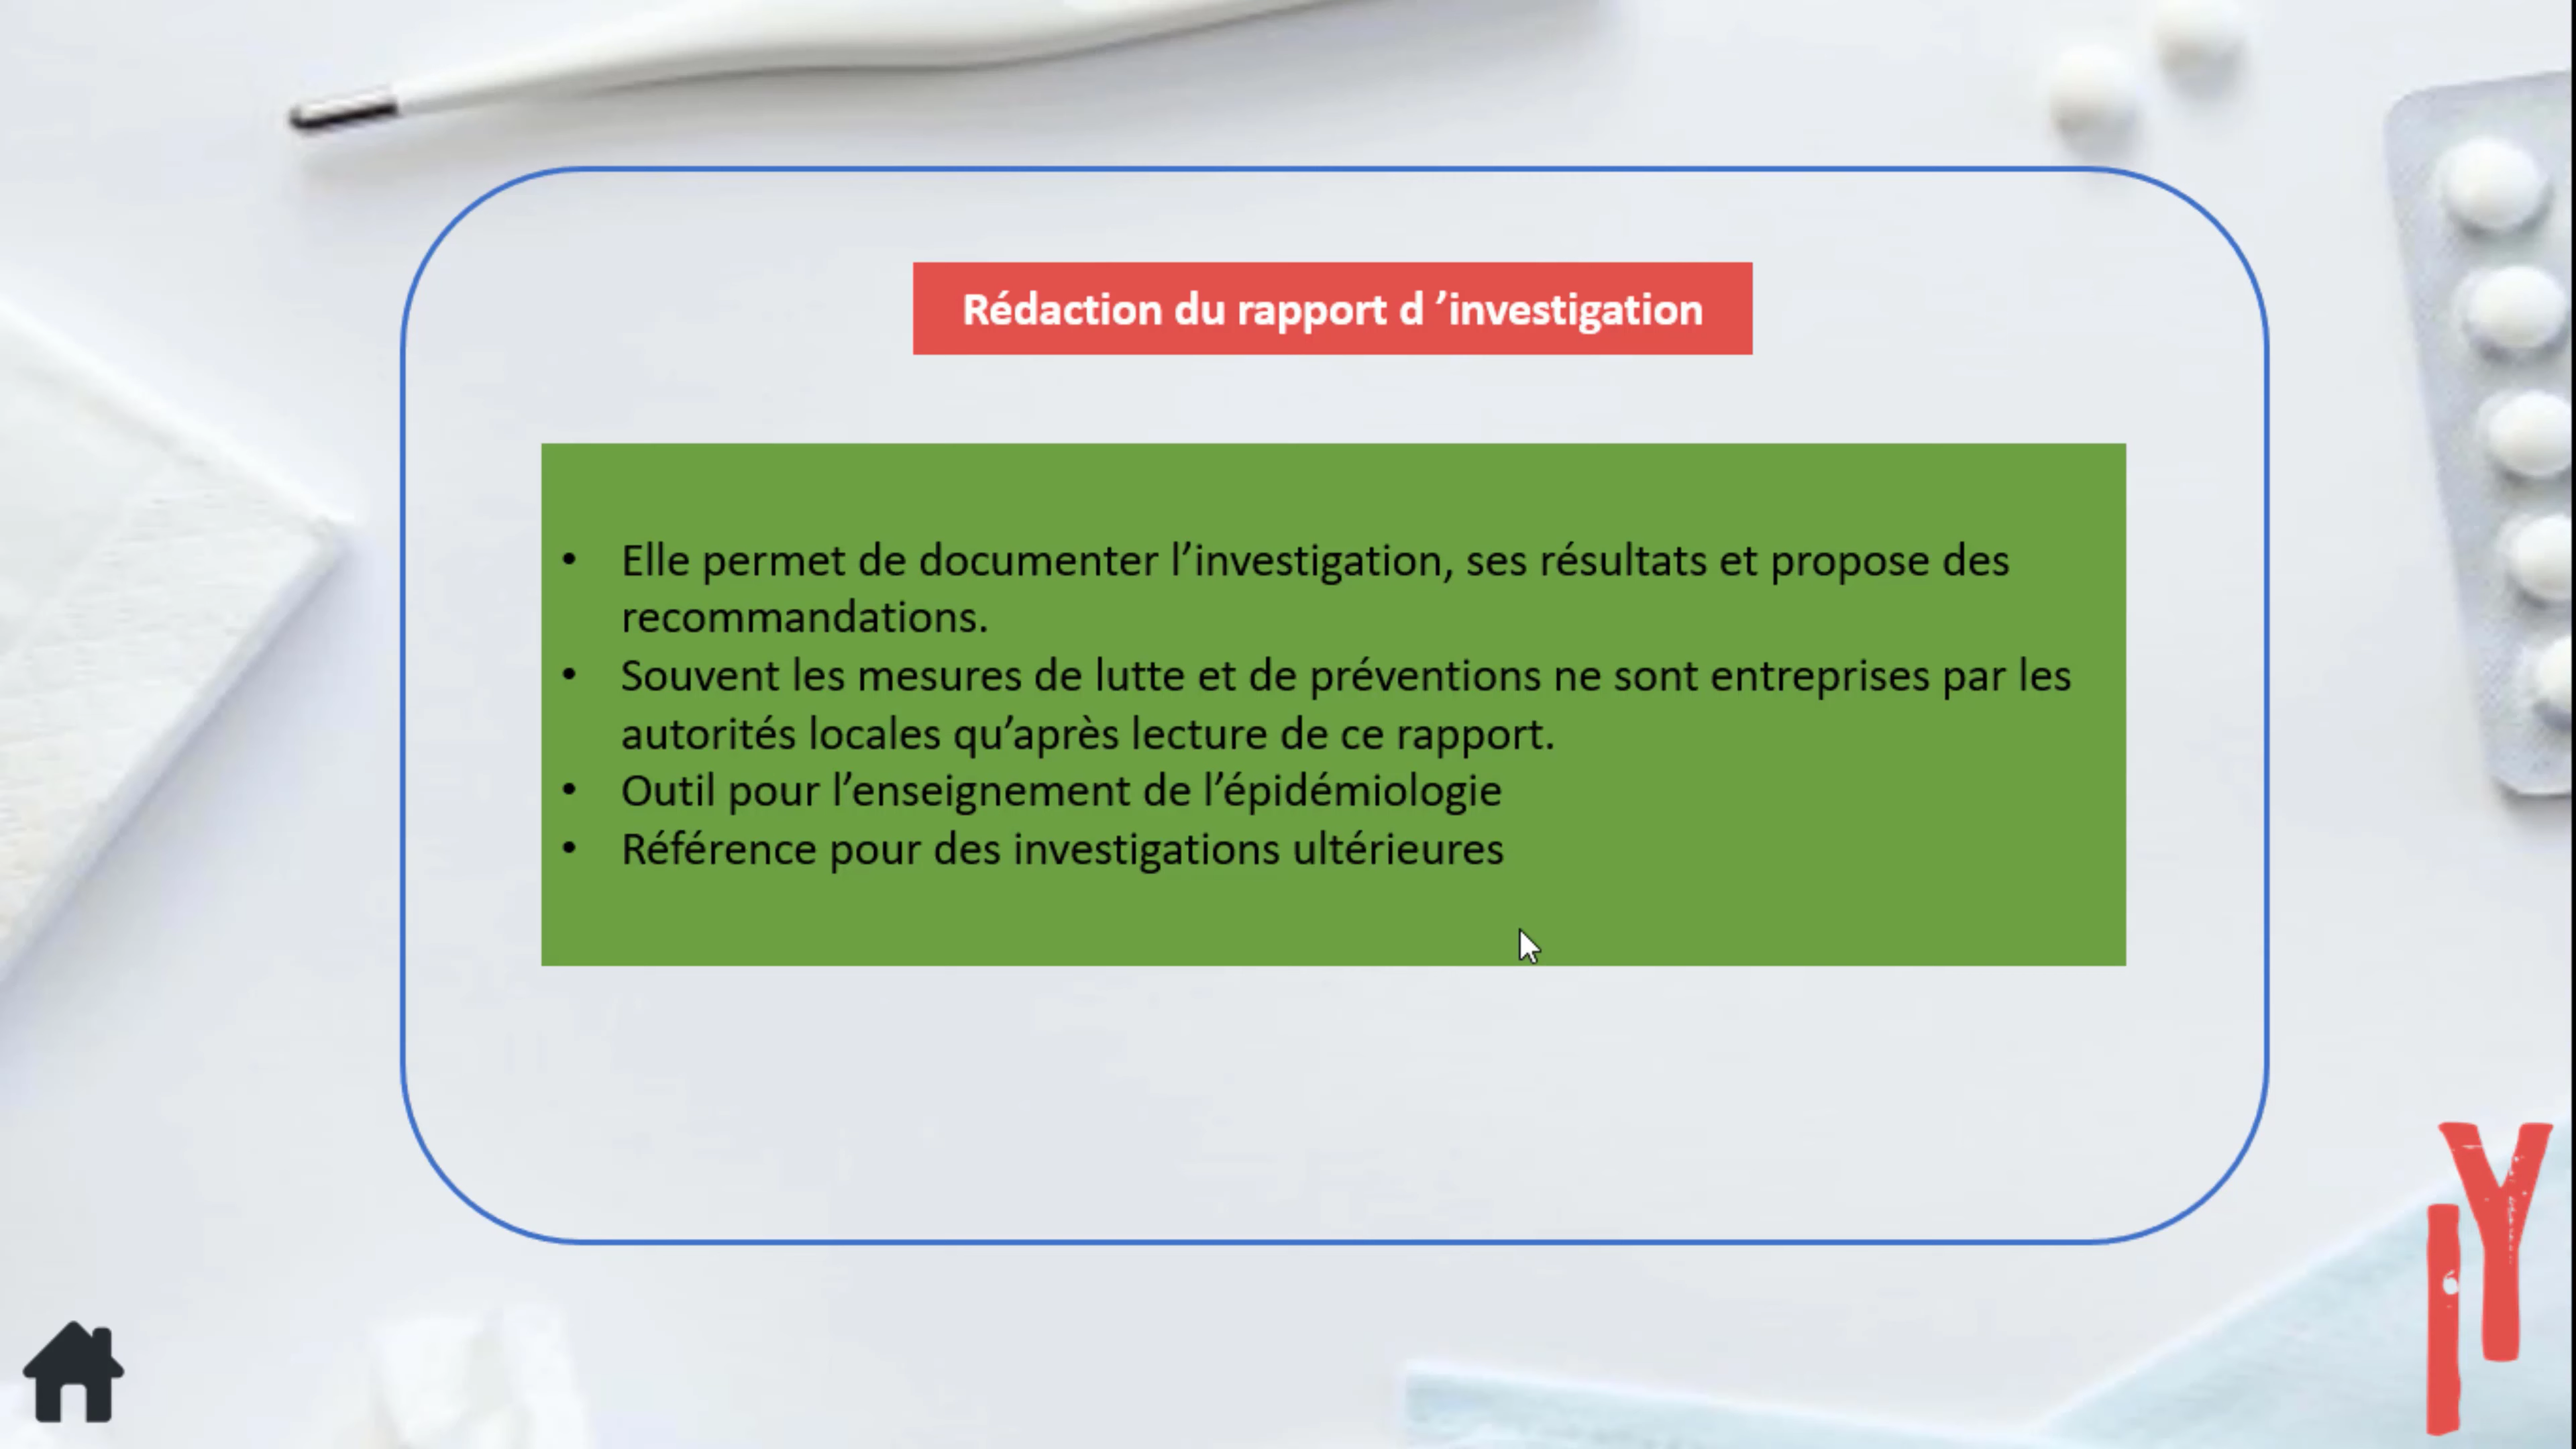 Rédaction du rapport d ’investigation
• Elle permet de documenter l’investigation, ses résultats et propose des
recommandations.
• Souvent les mesures de lutte et de préventions ne sont entreprises par les
autorités locales qu’après lecture de ce rapport.
• Outil pour l’enseignement de l’épidémiologie
• Référence pour des investigations ultérieures